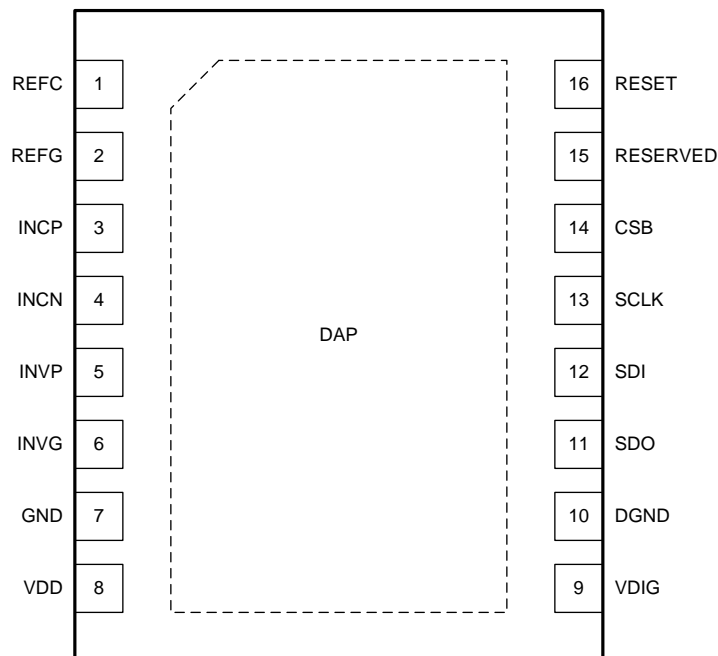 REFC 1 16 RESET
REFG 2 15 RESERVED
INCP 3 14 CSB
INCN 4 13 SCLK
DAP
INVP 5 12 SDI
INVG 6 11 SDO
GND 7 10 DGND
VDD 8 9 VDIG